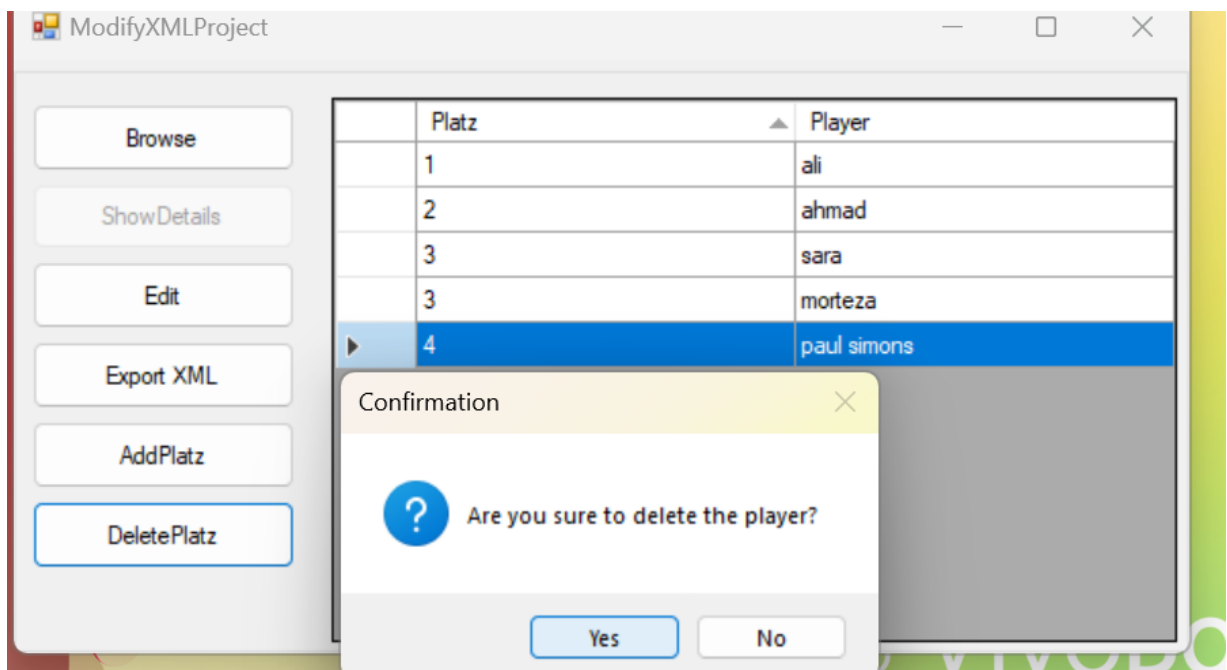 ModifyXMLProject
Browse
ShowDetails
Edit
Export XML
AddPlatz
DeletePlatz
Platz Player
1 ali
2 ahmad
3 sara
3 morteza
4 paul simons
Confirmation
Are you sure to delete the player?
Yes No